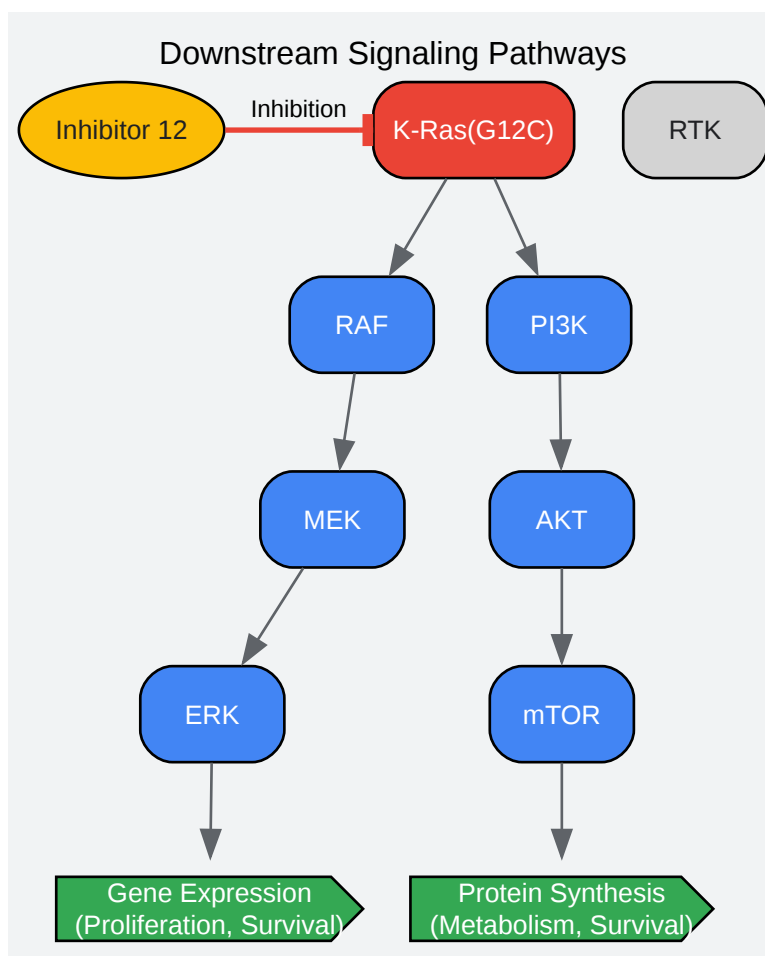 Downstream Signaling Pathways
Inhibitor 12
Inhibition
K-Ras(G12C)
RTK
RAF
PI3K
MEK
AKT
ERK
mTOR
Gene Expression
(Proliferation, Survival)
Protein Synthesis
(Metabolism, Survival)